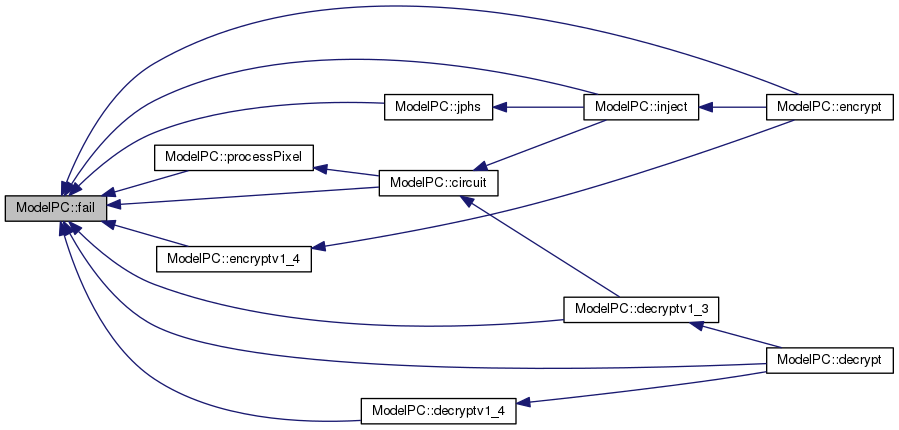 ModelPC::encrypt
ModelPC::jphs
ModelPC::inject
ModelPC::processPixel
ModelPC::circuit
ModelPC::fail
ModelPC::encryptv1_4
ModelPC::decryptv1_3
ModelPC::decrypt
ModelPC::decryptv1_4